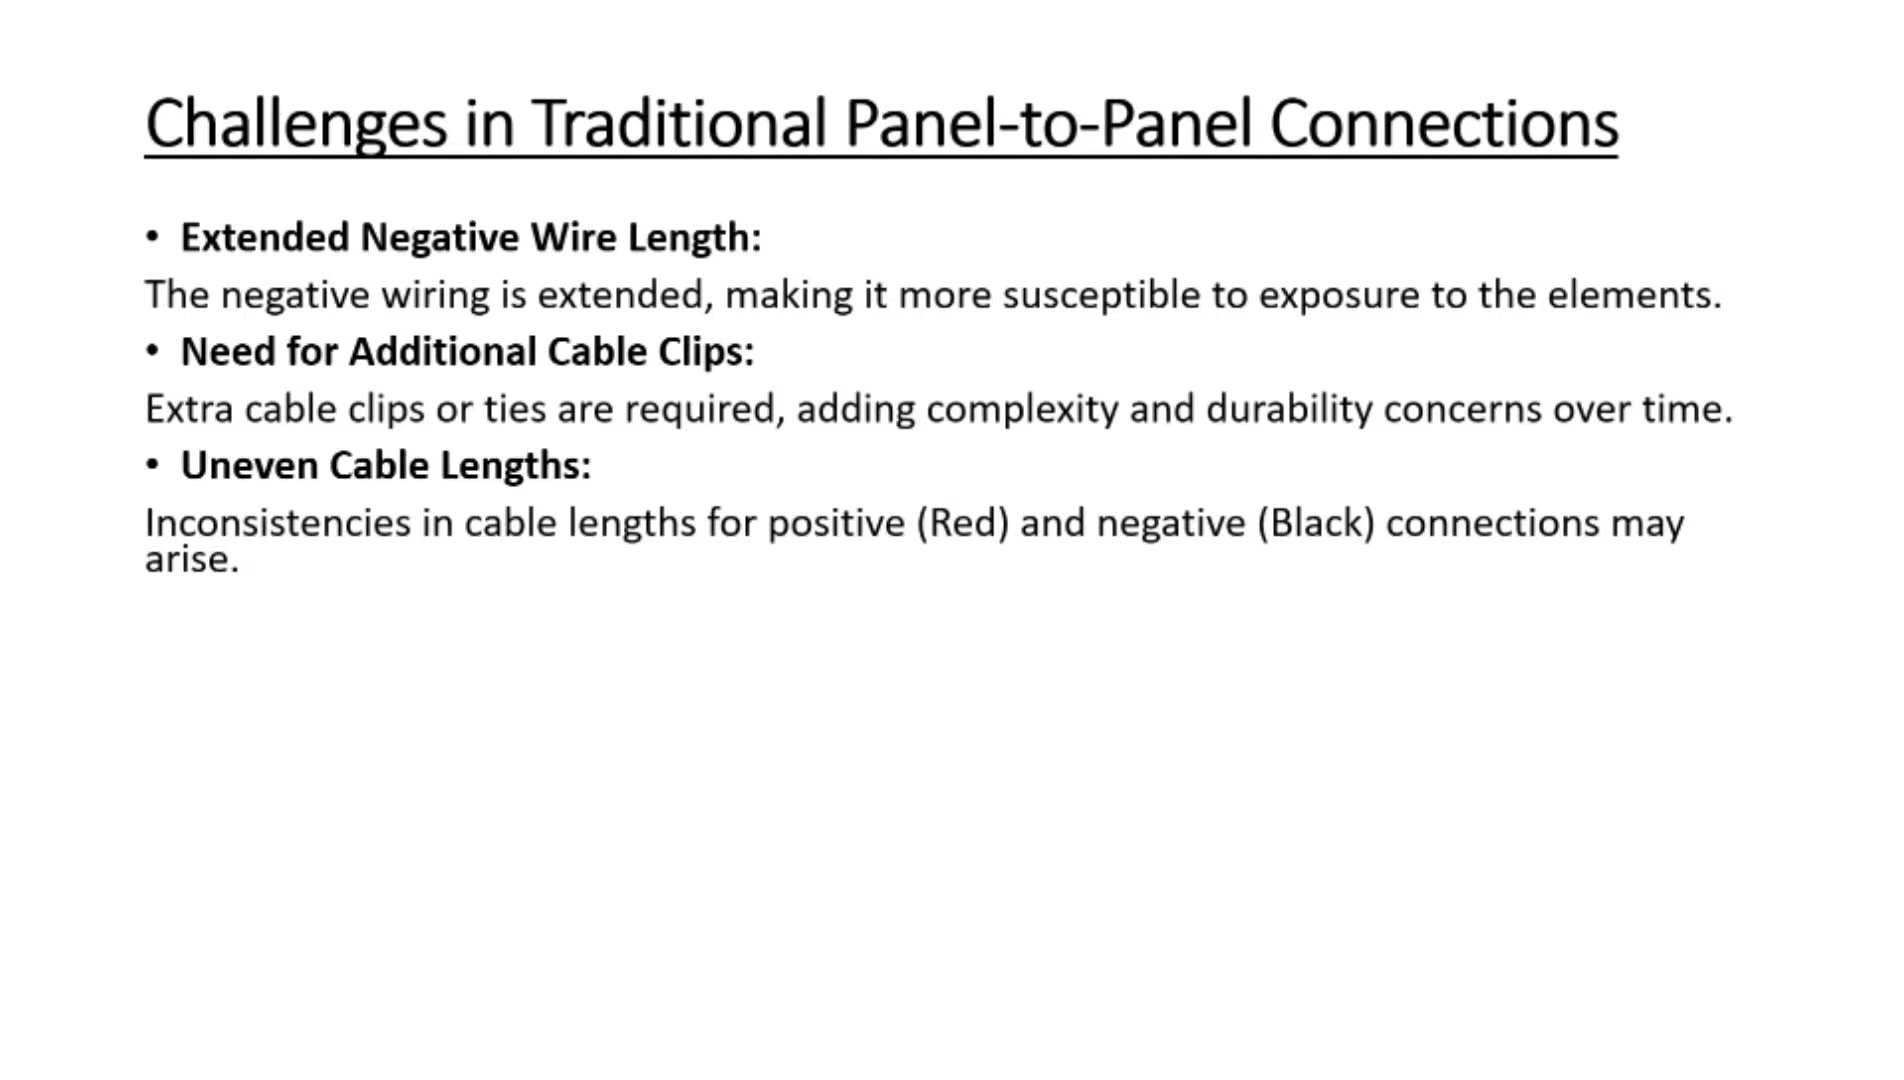 Challenges in Traditional Panel-to-Panel Connections
• Extended Negative Wire Length:
The negative wiring is extended, making it more susceptible to exposure to the elements.
• Need for Additional Cable Clips:
Extra cable clips or ties are required, adding complexity and durability concerns over time.
• Uneven Cable Lengths:
Inconsistencies in cable lengths for positive (Red) and negative (Black) connections may
arise.